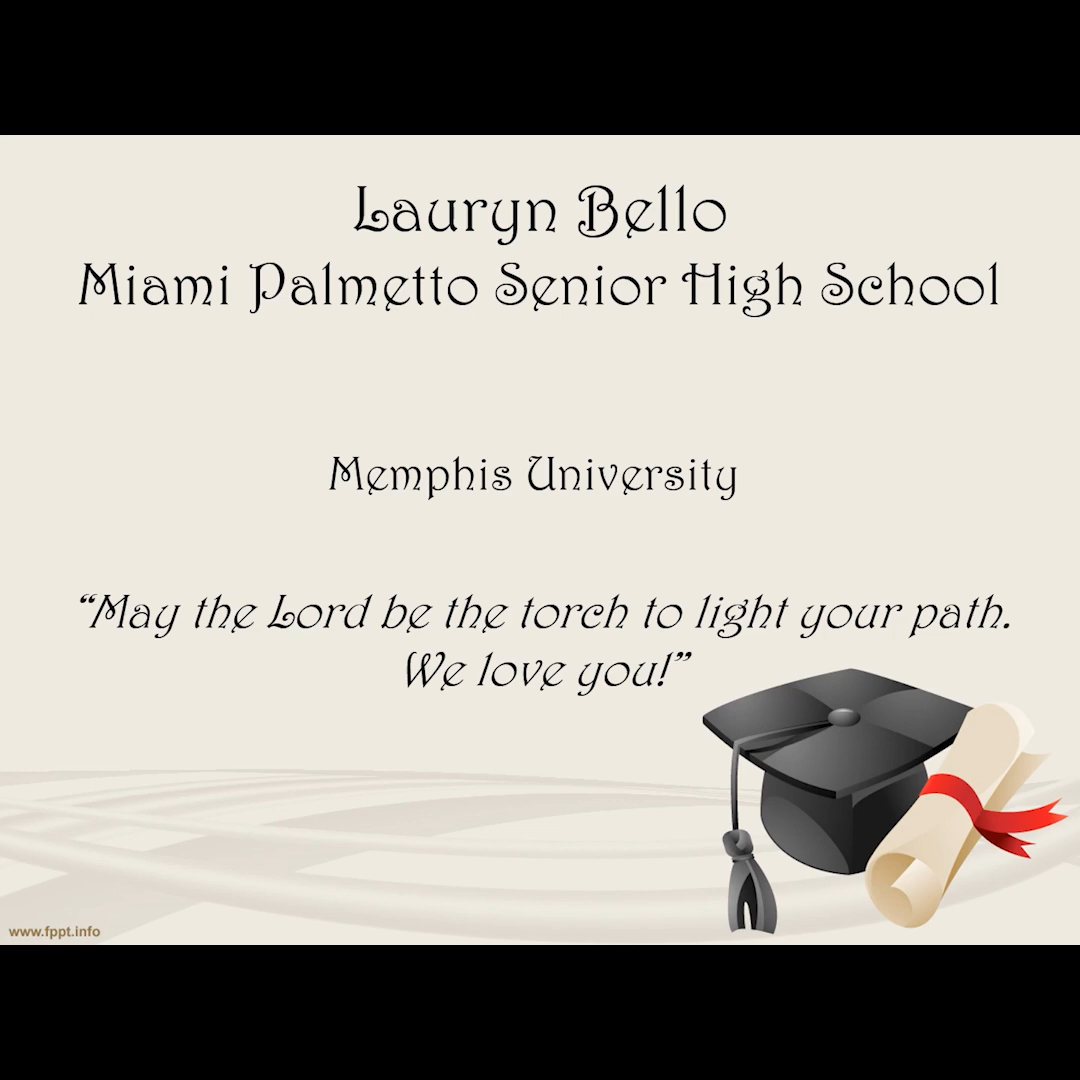 Lauryn Bello
Miami Palmetto Senior High School
Memphis University
“May the Lord be the torch to light your path.
We love you!”
www.fppt.info